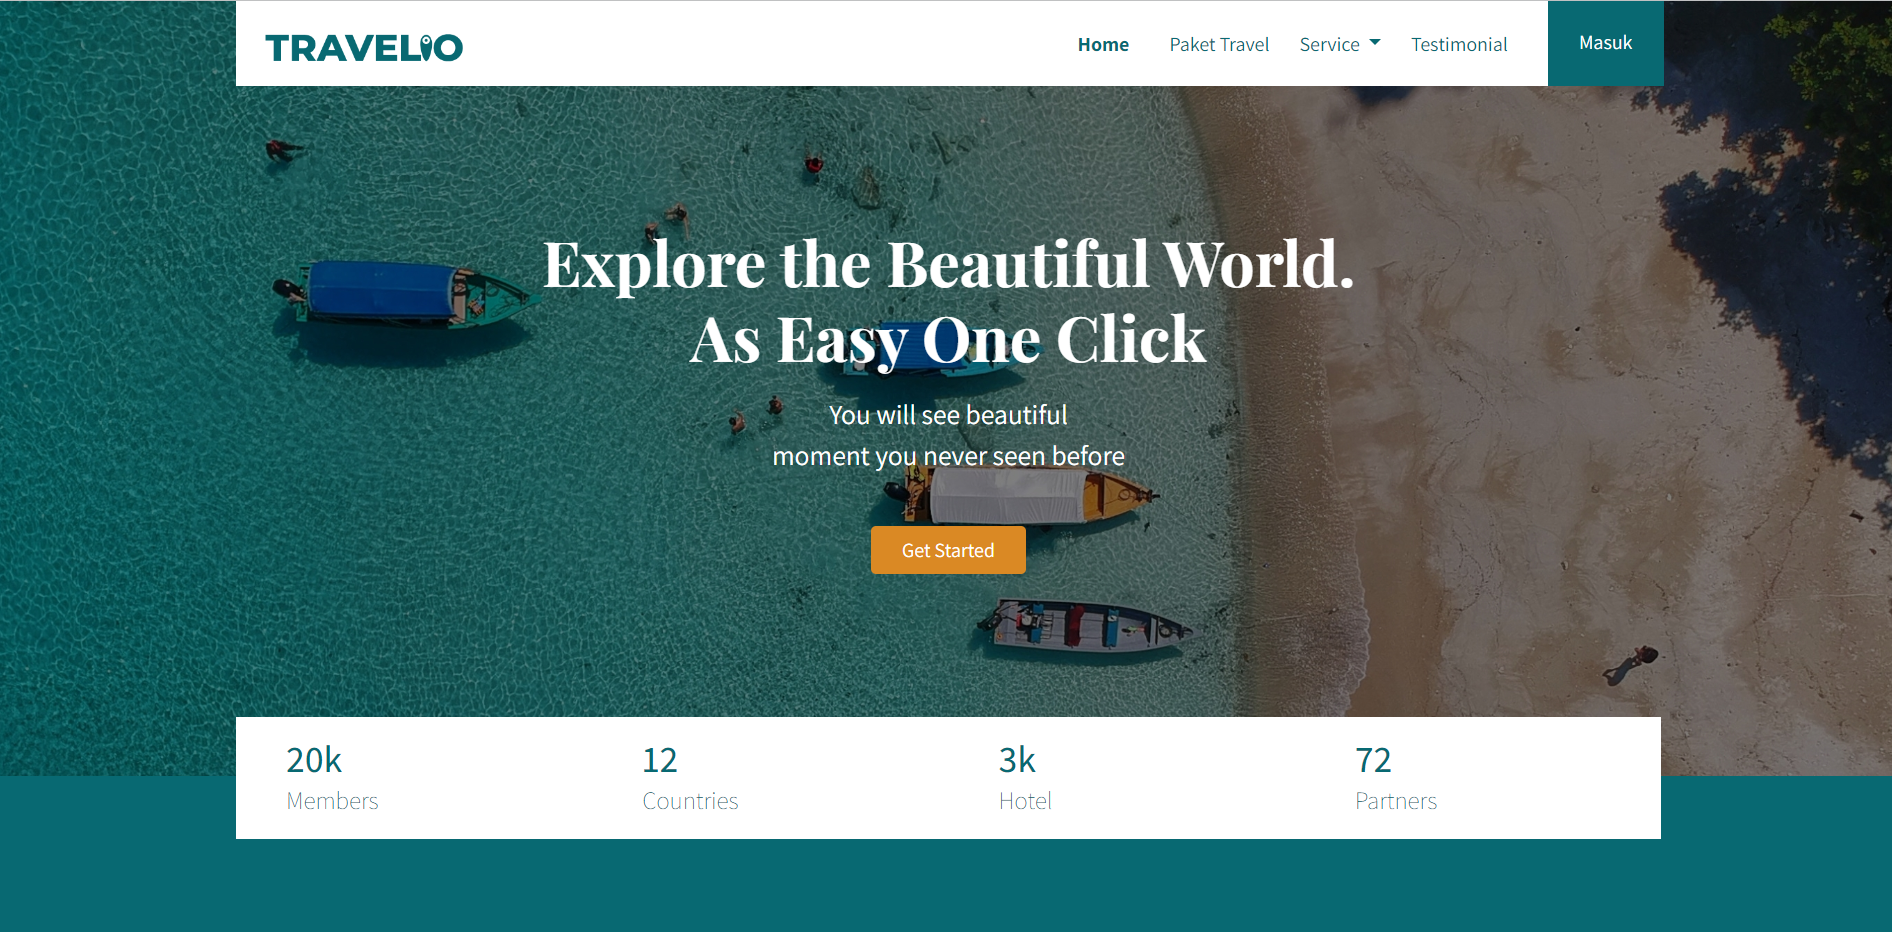 TRAVELIO
Home Paket Travel Service Testimonial Masuk
Explore the Beautiful World.
As Easy One Click
You will see beautiful
moment you never seen before
Get Started
20k 12 3k 72
Members Countries Hotel Partners